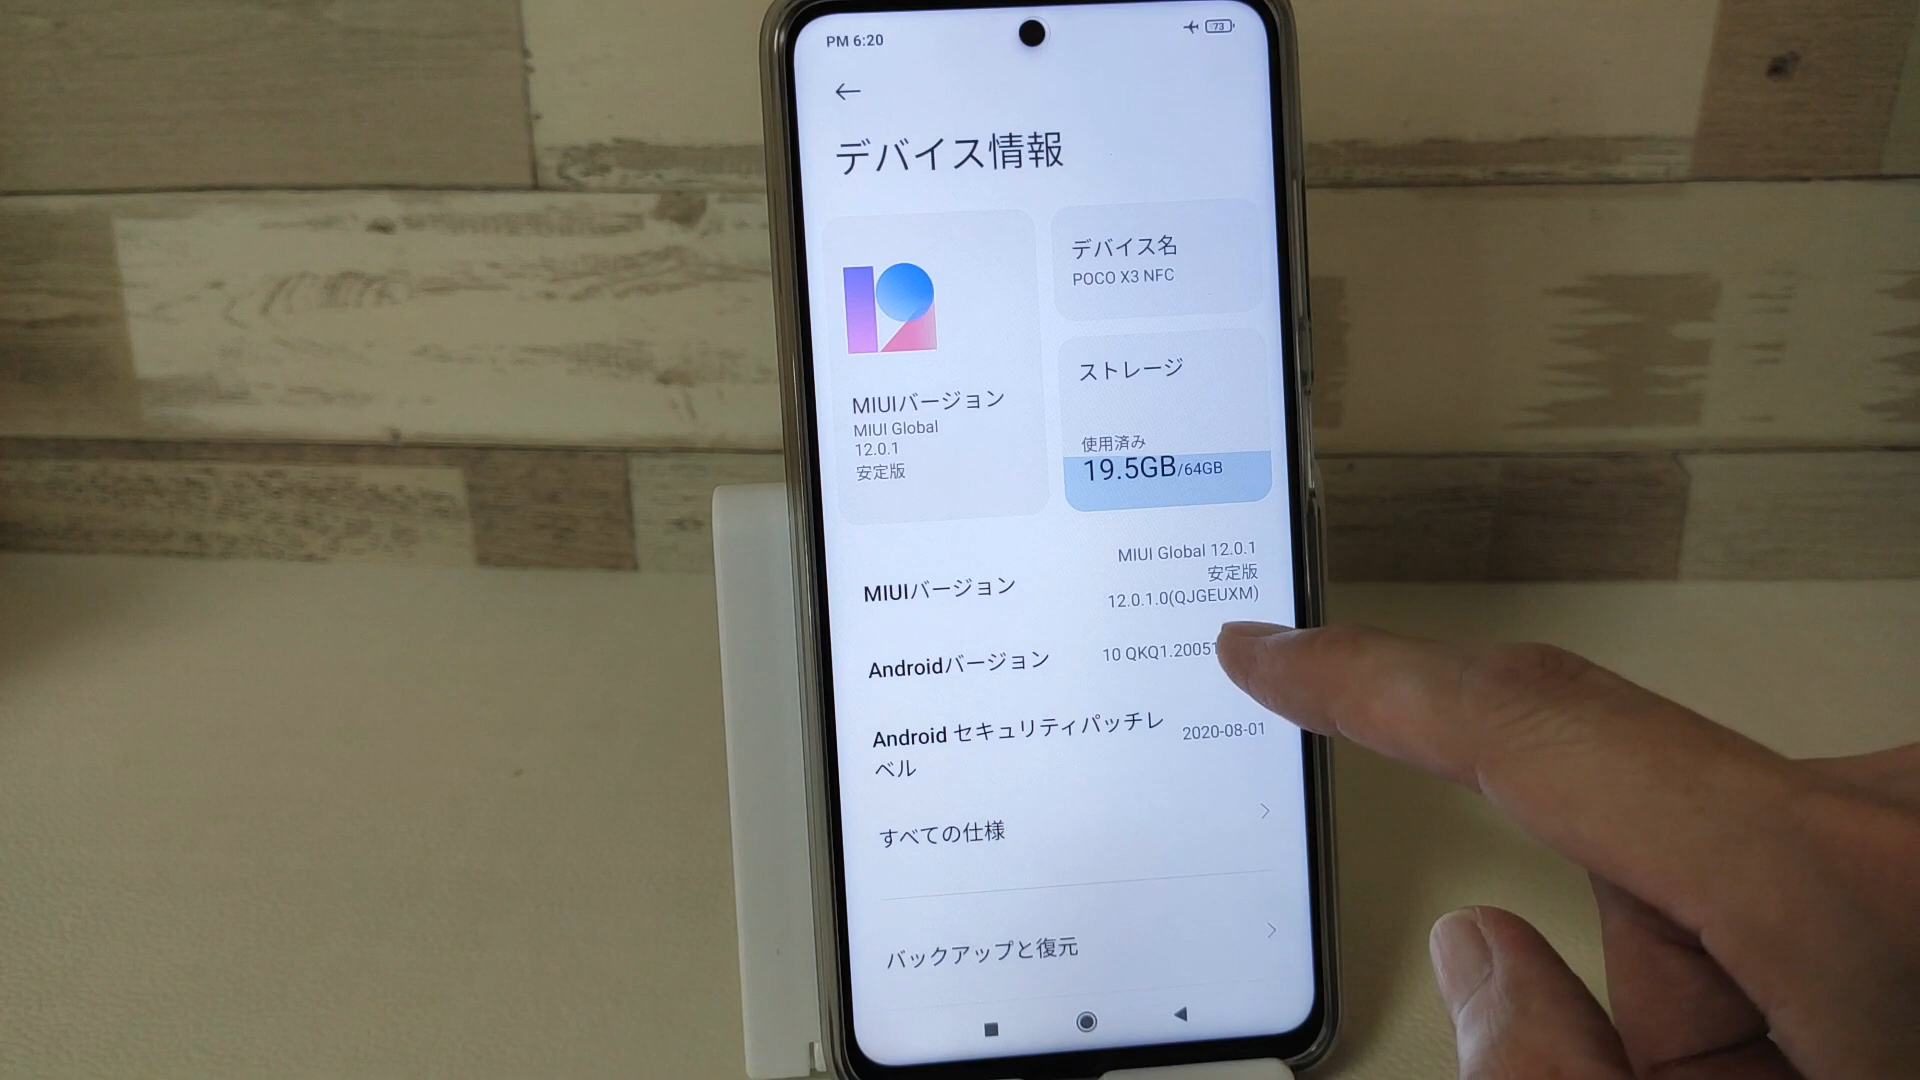 PM 6:20
73
デバイス情報
MIUIバージョン
MIUI Global
12.0.1
安定版
デバイス名
POCO X3 NFC
ストレージ
使用済み
19.5GB/64GB
MIUIバージョン
MIUI Global 12.0.1
安定版
12.0.1.0(QJGEUXM)
Androidバージョン
10 QKQ1.20051
Android セキュリティパッチレ
ベル
2020-08-01
すべての仕様
バックアップと復元